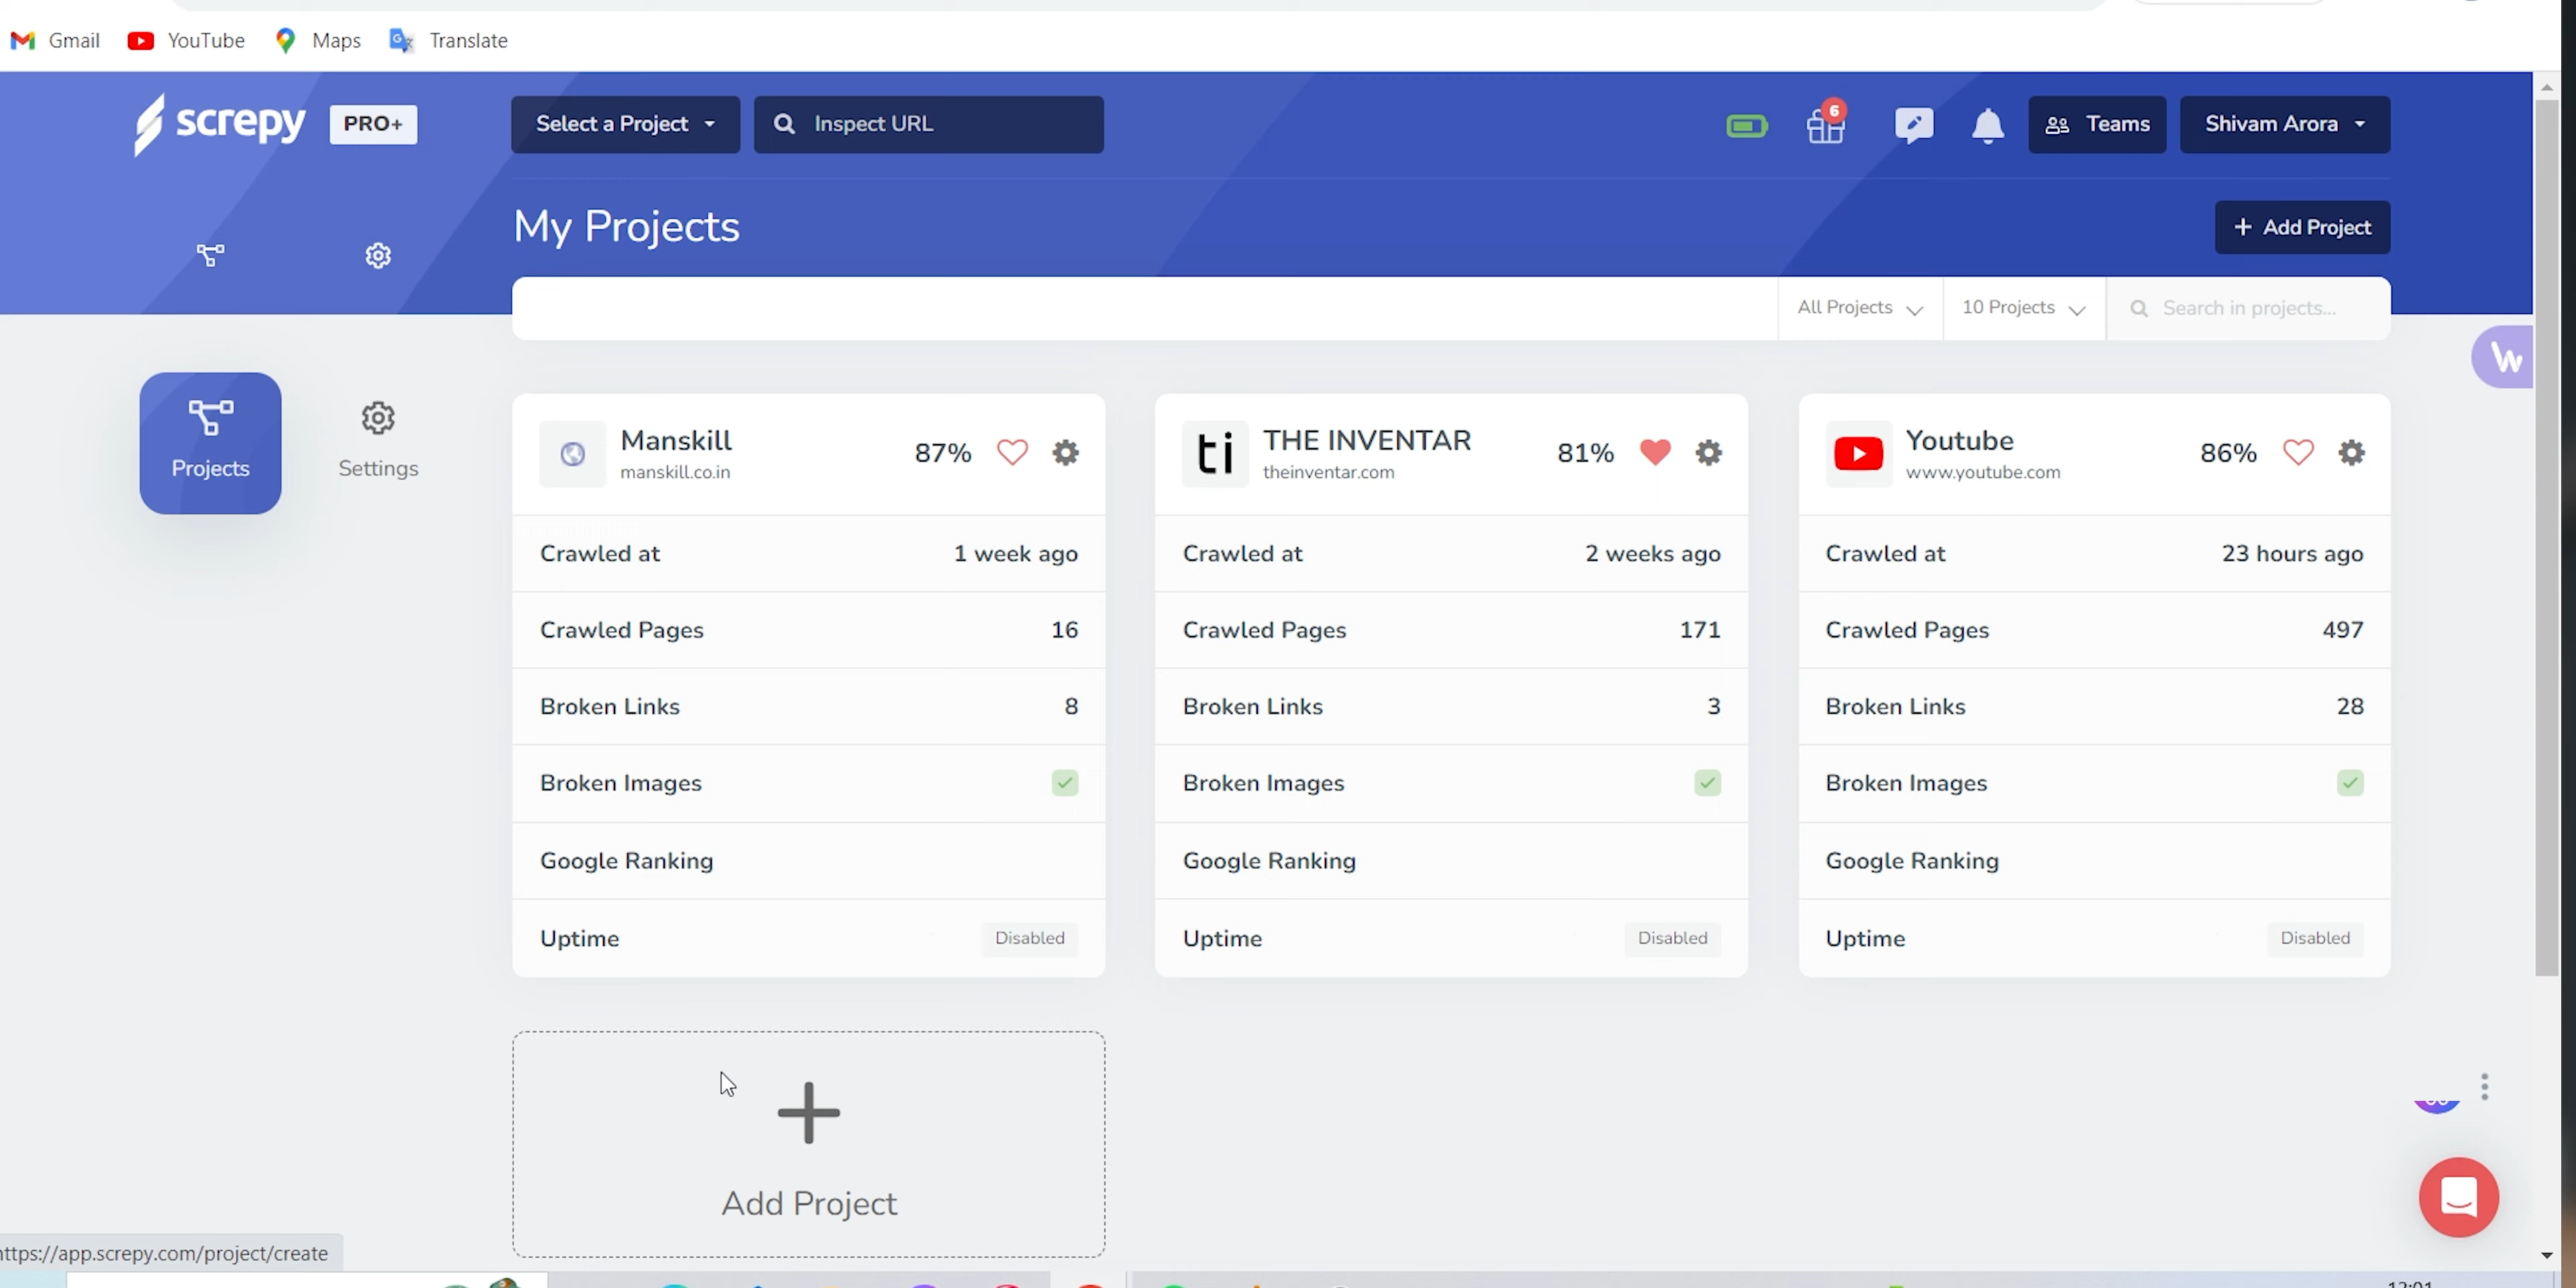 Gmail YouTube Maps Translate
screpy PRO+ Select a Project Inspect URL 6 Teams Shivam Arora
My Projects + Add Project
All Projects 10 Projects Search in projects...
Projects Settings
Manskill 87%
manskill.co.in
Crawled at 1 week ago
Crawled Pages 16
Broken Links 8
Broken Images
Google Ranking
Uptime Disabled
ti THE INVENTAR 81%
theinventar.com
Crawled at 2 weeks ago
Crawled Pages 171
Broken Links 3
Broken Images
Google Ranking
Uptime Disabled
Youtube 86%
www.youtube.com
Crawled at 23 hours ago
Crawled Pages 497
Broken Links 28
Broken Images
Google Ranking
Uptime Disabled
Add Project
ttps://app.screpy.com/project/create